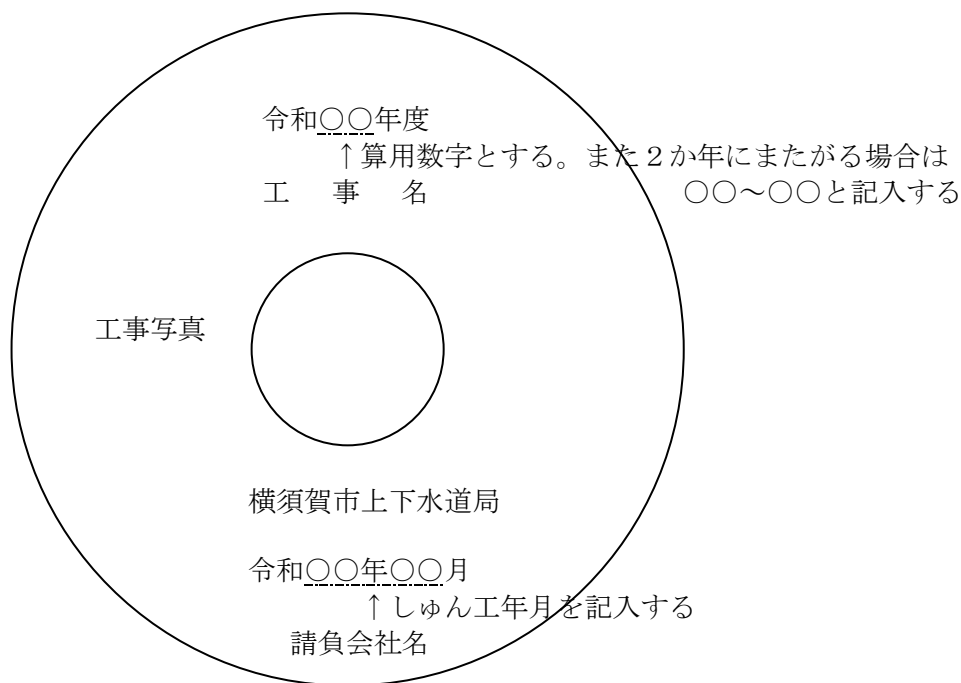 令和○○年度
↑算用数字とする。また２か年にまたがる場合は
工　事　名　　　　　　　○○～○○と記入する
工事写真
横須賀市上下水道局
令和○○年○○月
↑しゅん工年月を記入する
請負会社名